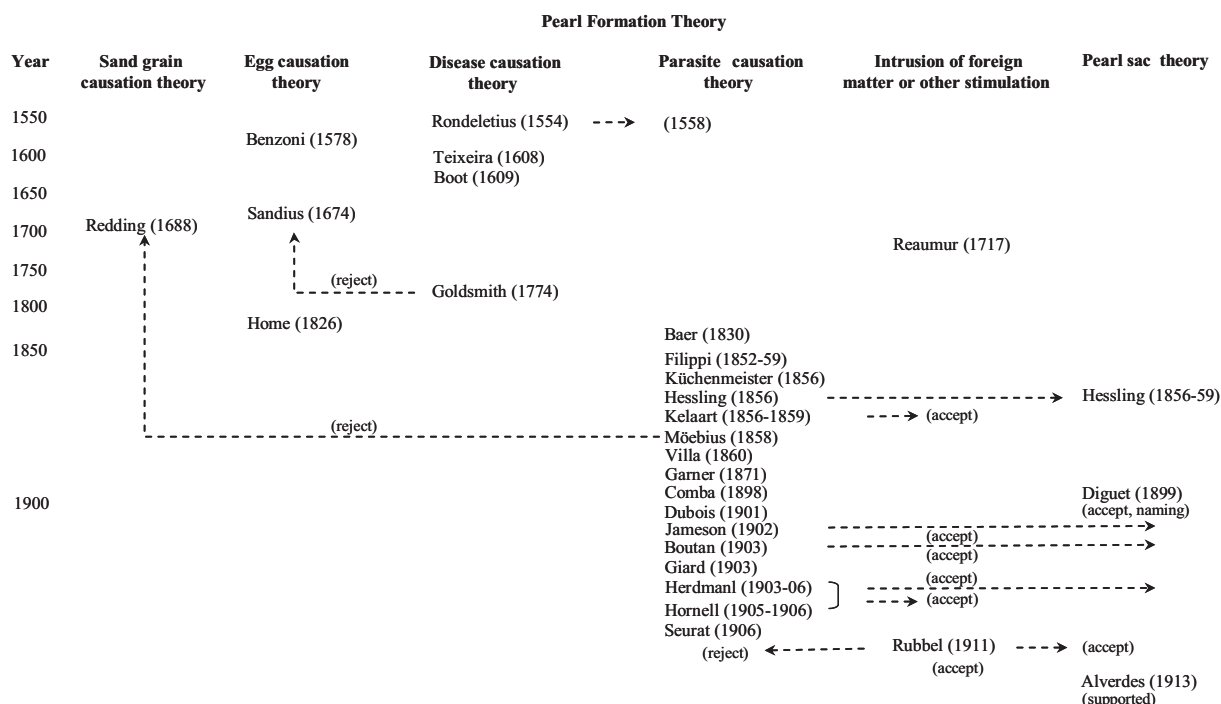 Pearl Formation Theory
Year
Sand grain
causation theory
Egg causation
theory
Disease causation
theory
Parasite causation
theory
Intrusion of foreign
matter or other stimulation
Pearl sac theory
1550
Rondeletius (1554)
(1558)
Benzoni (1578)
1600
Teixeira (1608)
Boot (1609)
1650
Sandius (1674)
Redding (1688)
1700
Reaumur (1717)
1750
(reject)
Goldsmith (1774)
1800
Home (1826)
Baer (1830)
1850
Filippi (1852-59)
Küchenmeister (1856)
Hessling (1856)
Hessling (1856-59)
Kelaart (1856-1859)
(accept)
(reject)
Möebius (1858)
Villa (1860)
Garner (1871)
Comba (1898)
1900
Diguet (1899)
(accept, naming)
Dubois (1901)
Jameson (1902)
(accept)
Boutan (1903)
(accept)
Giard (1903)
(accept)
Herdmanl (1903-06)
(accept)
Hornell (1905-1906)
Seurat (1906)
(reject)
Rubbel (1911)
(accept)
(accept)
Alverdes (1913)
(supported)